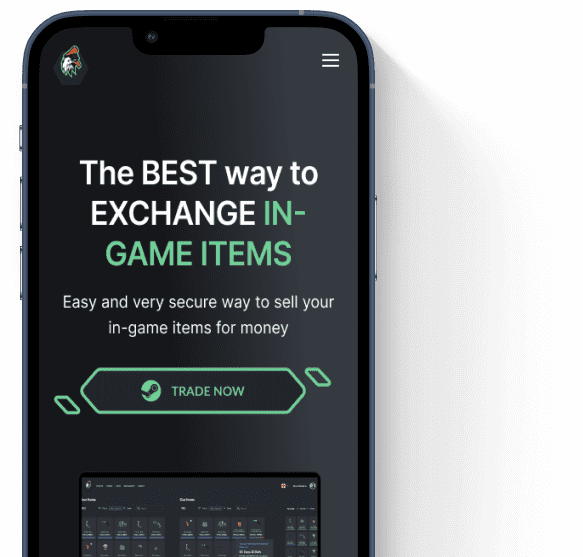 The BEST way to
EXCHANGE IN-
GAME ITEMS
Easy and very secure way to sell your
in-game items for money
TRADE NOW